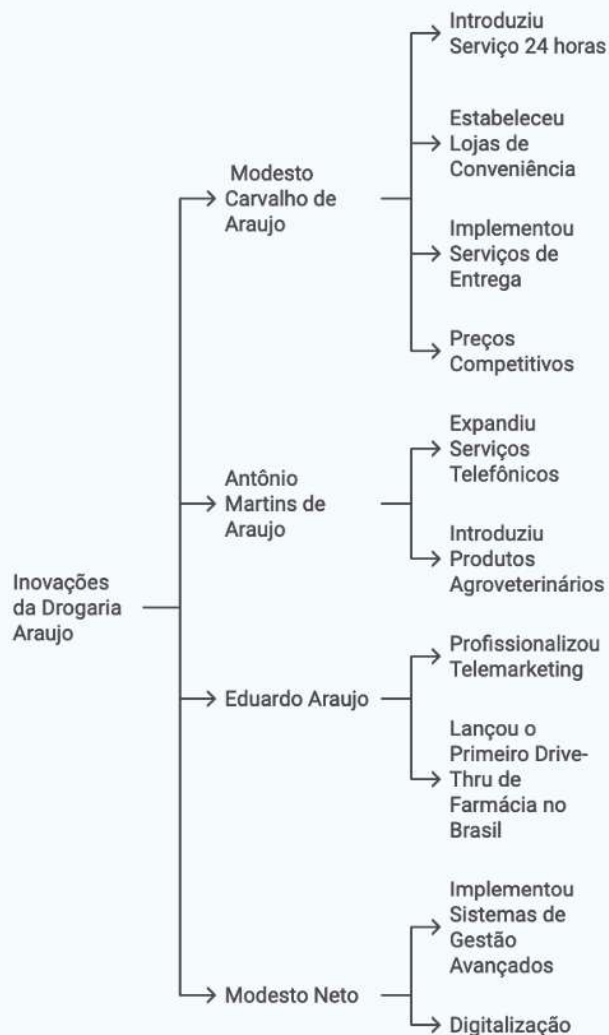 Inovações
da Drogaria
Araujo
Modesto
Carvalho de
Araujo
Introduziu
Serviço 24 horas
Estabeleceu
Lojas de
Conveniência
Implementou
Serviços de
Entrega
Preços
Competitivos
Antônio
Martins de
Araujo
Expandiu
Serviços
Telefônicos
Introduziu
Produtos
Agroveterinários
Eduardo Araujo
Profissionalizou
Telemarketing
Lançou o
Primeiro Drive-
Thru de
Farmácia no
Brasil
Modesto Neto
Implementou
Sistemas de
Gestão
Avançados
Digitalização